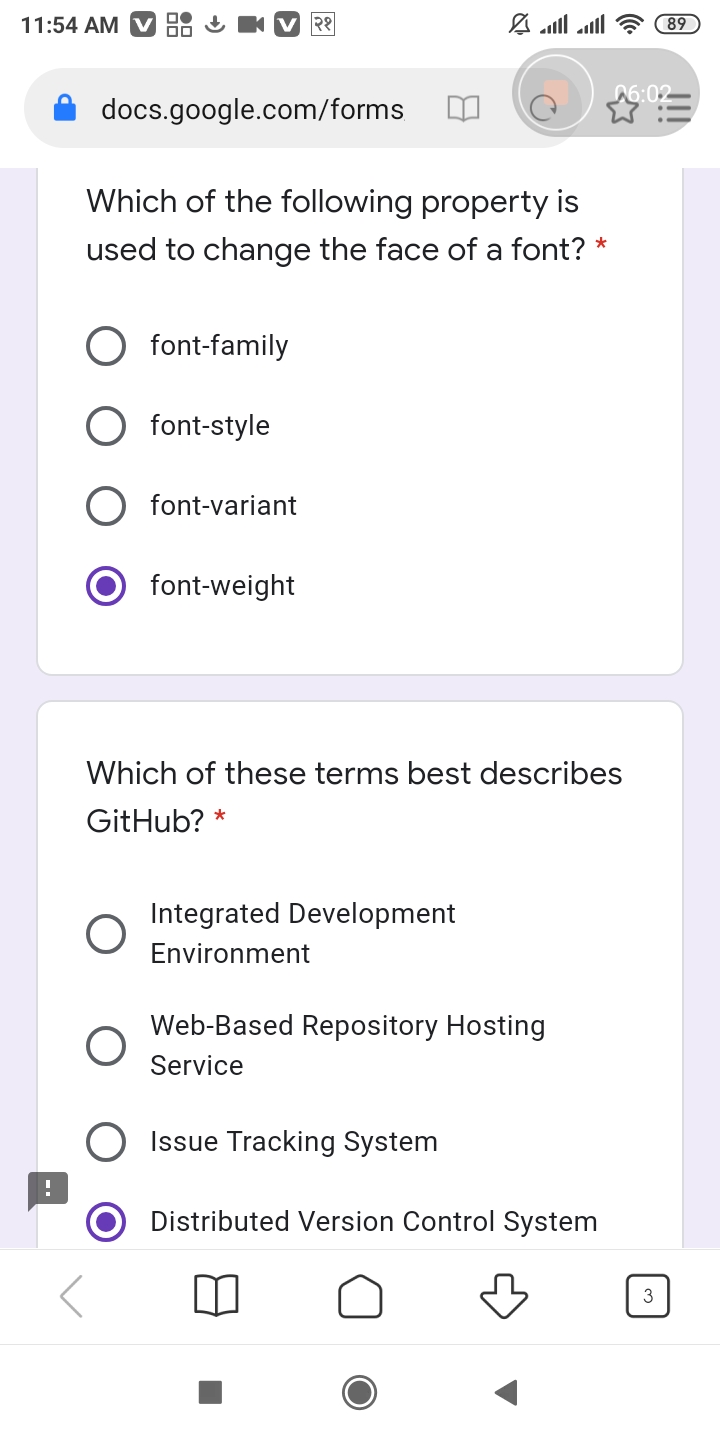 11:54 AM V V २१ 89
docs.google.com/forms 06:02
Which of the following property is
used to change the face of a font? *
font-family
font-style
font-variant
font-weight
Which of these terms best describes
GitHub? *
Integrated Development
Environment
Web-Based Repository Hosting
Service
Issue Tracking System
Distributed Version Control System
3